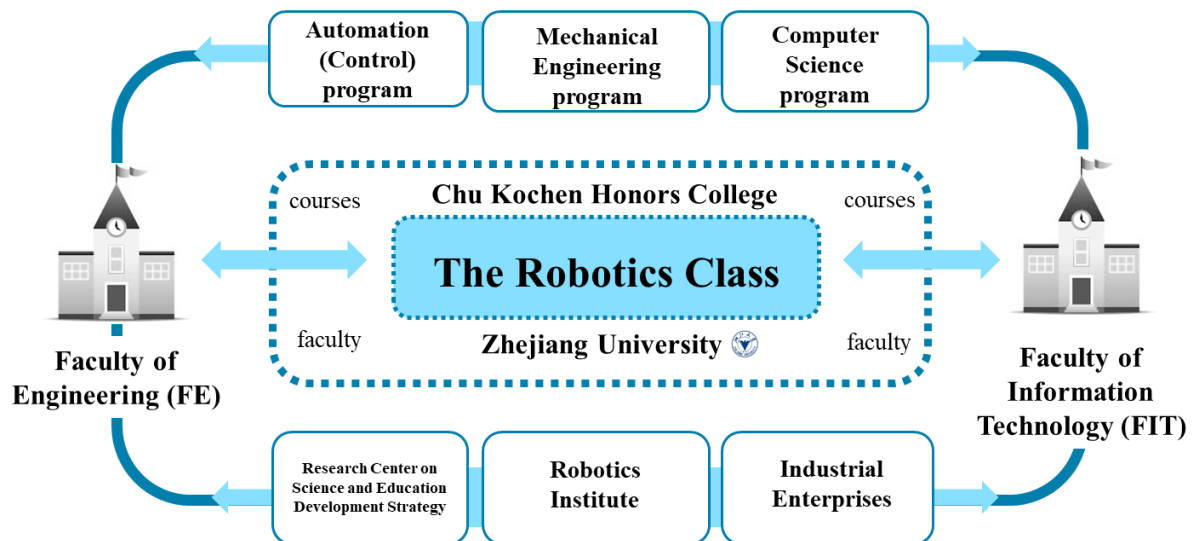 Automation
(Control)
program
Mechanical
Engineering
program
Computer
Science
program
courses
Chu Kochen Honors College
courses
The Robotics Class
faculty
Zhejiang University
faculty
Faculty of
Engineering (FE)
Faculty of
Information
Technology (FIT)
Research Center on
Science and Education
Development Strategy
Robotics
Institute
Industrial
Enterprises